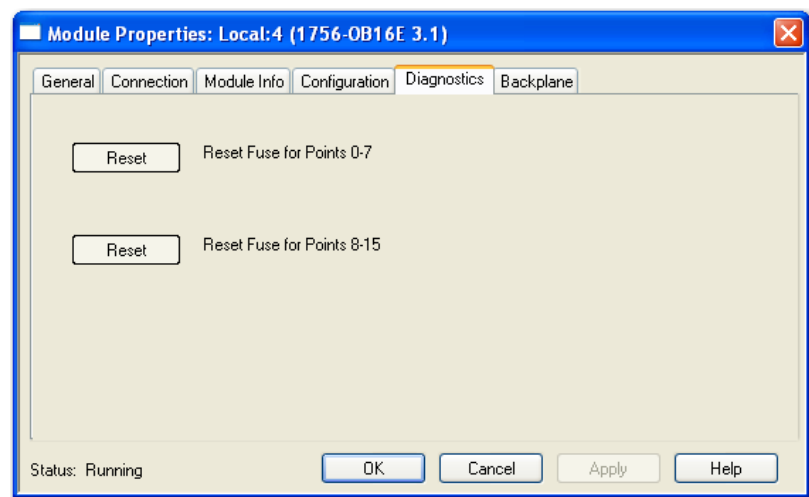 Module Properties: Local:4 (1756-OB16E 3.1)
General Connection Module Info Configuration Diagnostics Backplane
Reset Reset Fuse for Points 0-7
Reset Reset Fuse for Points 8-15
Status: Running OK Cancel Apply Help